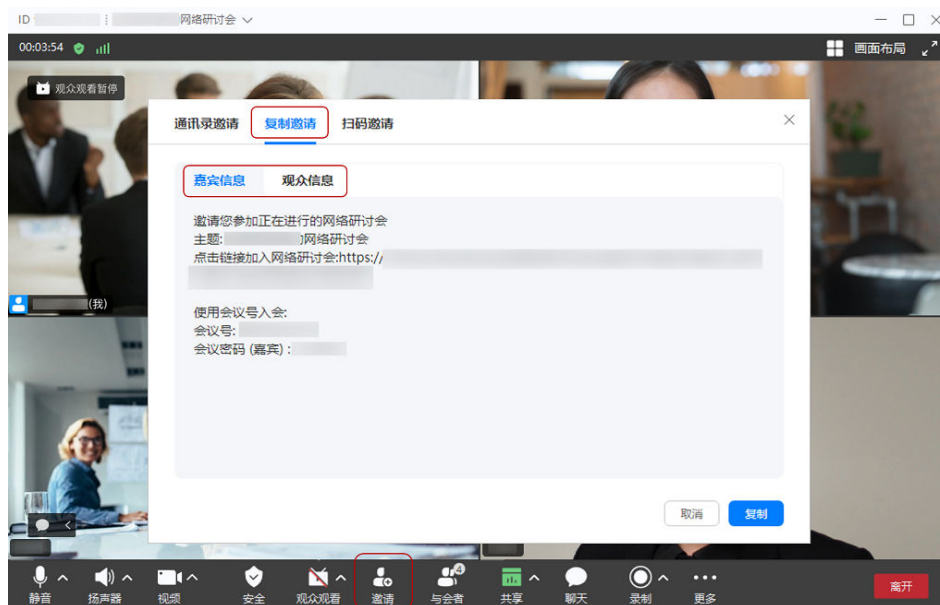 ID ⋮ 网络研讨会
00:03:54 画面布局
观众观看暂停
通讯录邀请 复制邀请 扫码邀请
嘉宾信息 观众信息
邀请您参加正在进行的网络研讨会
主题: 的网络研讨会
点击链接加入网络研讨会:https://
(我)
使用会议号入会:
会议号:
会议密码 (嘉宾) :
取消 复制
4
静音 扬声器 视频 安全 观众观看 邀请 与会者 共享 聊天 录制 更多 离开